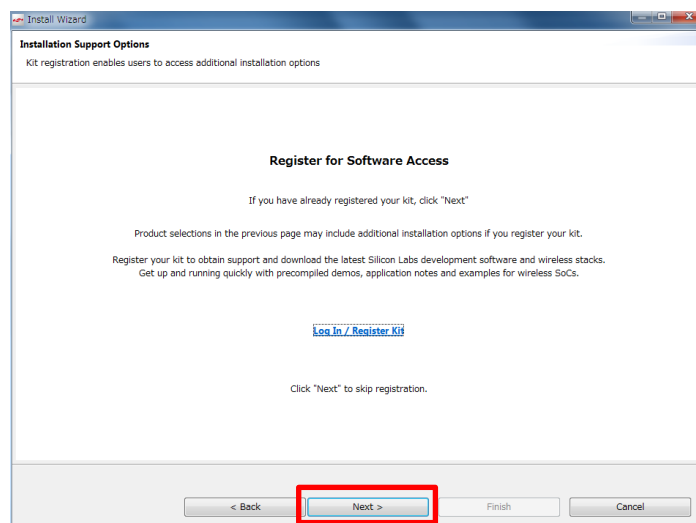 Install Wizard
Installation Support Options
Kit registration enables users to access additional installation options
Register for Software Access
If you have already registered your kit, click "Next"
Product selections in the previous page may include additional installation options if you register your kit.
Register your kit to obtain support and download the latest Silicon Labs development software and wireless stacks.
Get up and running quickly with precompiled demos, application notes and examples for wireless SoCs.
Log In / Register Kit
Click "Next" to skip registration.
< Back Next > Finish Cancel